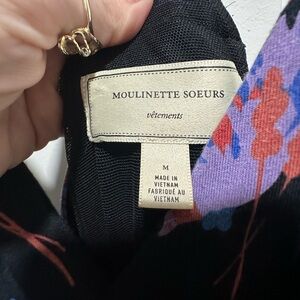 MOULINETTE SOEURS
vêtements
M
MADE IN
VIETNAM
FABRIQUÉ AU
VIETNAM